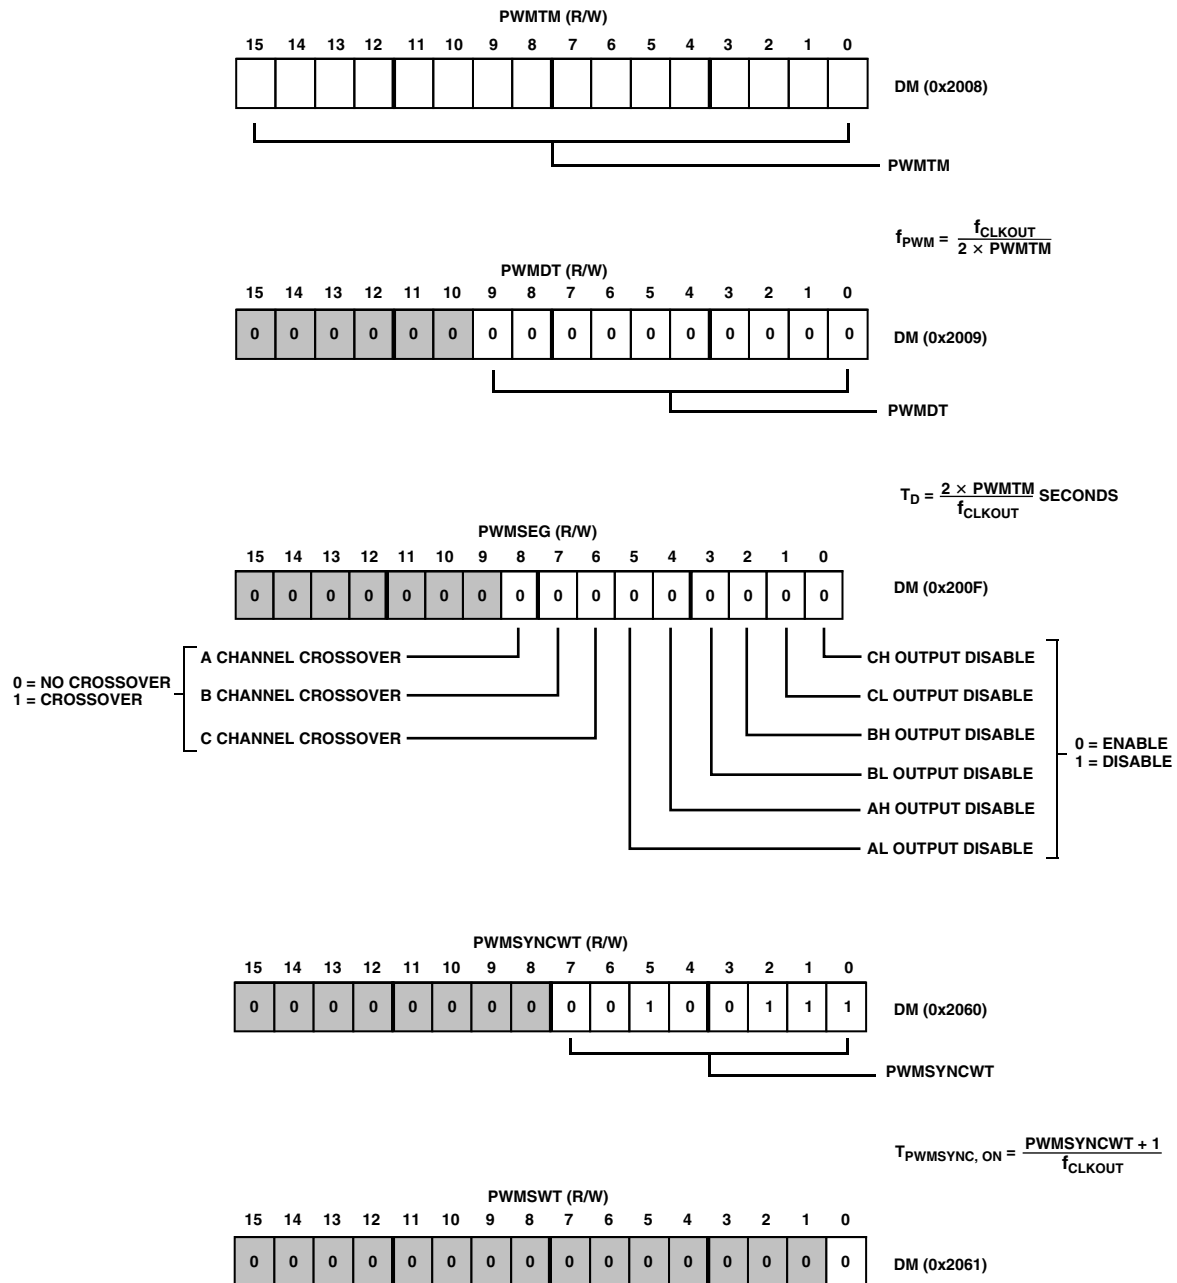 PWMTM (R/W)
15 14 13 12 11 10 9 8 7 6 5 4 3 2 1 0
DM (0x2008)
PWMTM
fPWM = fCLKOUT / 2 × PWMTM
PWMDT (R/W)
15 14 13 12 11 10 9 8 7 6 5 4 3 2 1 0
0 0 0 0 0 0 0 0 0 0 0 0 0 0 0 0 DM (0x2009)
PWMDT
TD = 2 × PWMTM / fCLKOUT SECONDS
PWMSEG (R/W)
15 14 13 12 11 10 9 8 7 6 5 4 3 2 1 0
0 0 0 0 0 0 0 0 0 0 0 0 0 0 0 0 DM (0x200F)
0 = NO CROSSOVER
1 = CROSSOVER
A CHANNEL CROSSOVER
B CHANNEL CROSSOVER
C CHANNEL CROSSOVER
CH OUTPUT DISABLE
CL OUTPUT DISABLE
BH OUTPUT DISABLE
BL OUTPUT DISABLE
AH OUTPUT DISABLE
AL OUTPUT DISABLE
0 = ENABLE
1 = DISABLE
PWMSYNCWT (R/W)
15 14 13 12 11 10 9 8 7 6 5 4 3 2 1 0
0 0 0 0 0 0 0 0 0 0 1 0 0 1 1 1 DM (0x2060)
PWMSYNCWT
TPWMSYNC, ON = PWMSYNCWT + 1 / fCLKOUT
PWMSWT (R/W)
15 14 13 12 11 10 9 8 7 6 5 4 3 2 1 0
0 0 0 0 0 0 0 0 0 0 0 0 0 0 0 0 DM (0x2061)